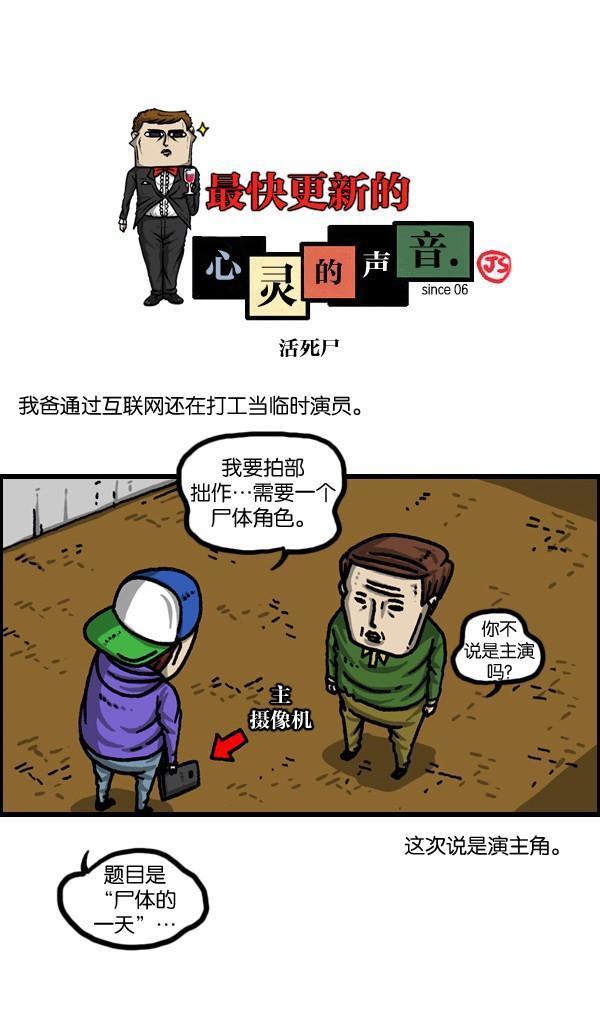 最快更新的
心灵的声音.
JS
since 06
活死尸
我爸通过互联网还在打工当临时演员。
我要拍部
拙作…需要一个
尸体角色。
你不
说是主演
吗?
主
摄像机
这次说是演主角。
题目是
“尸体的
一天”…